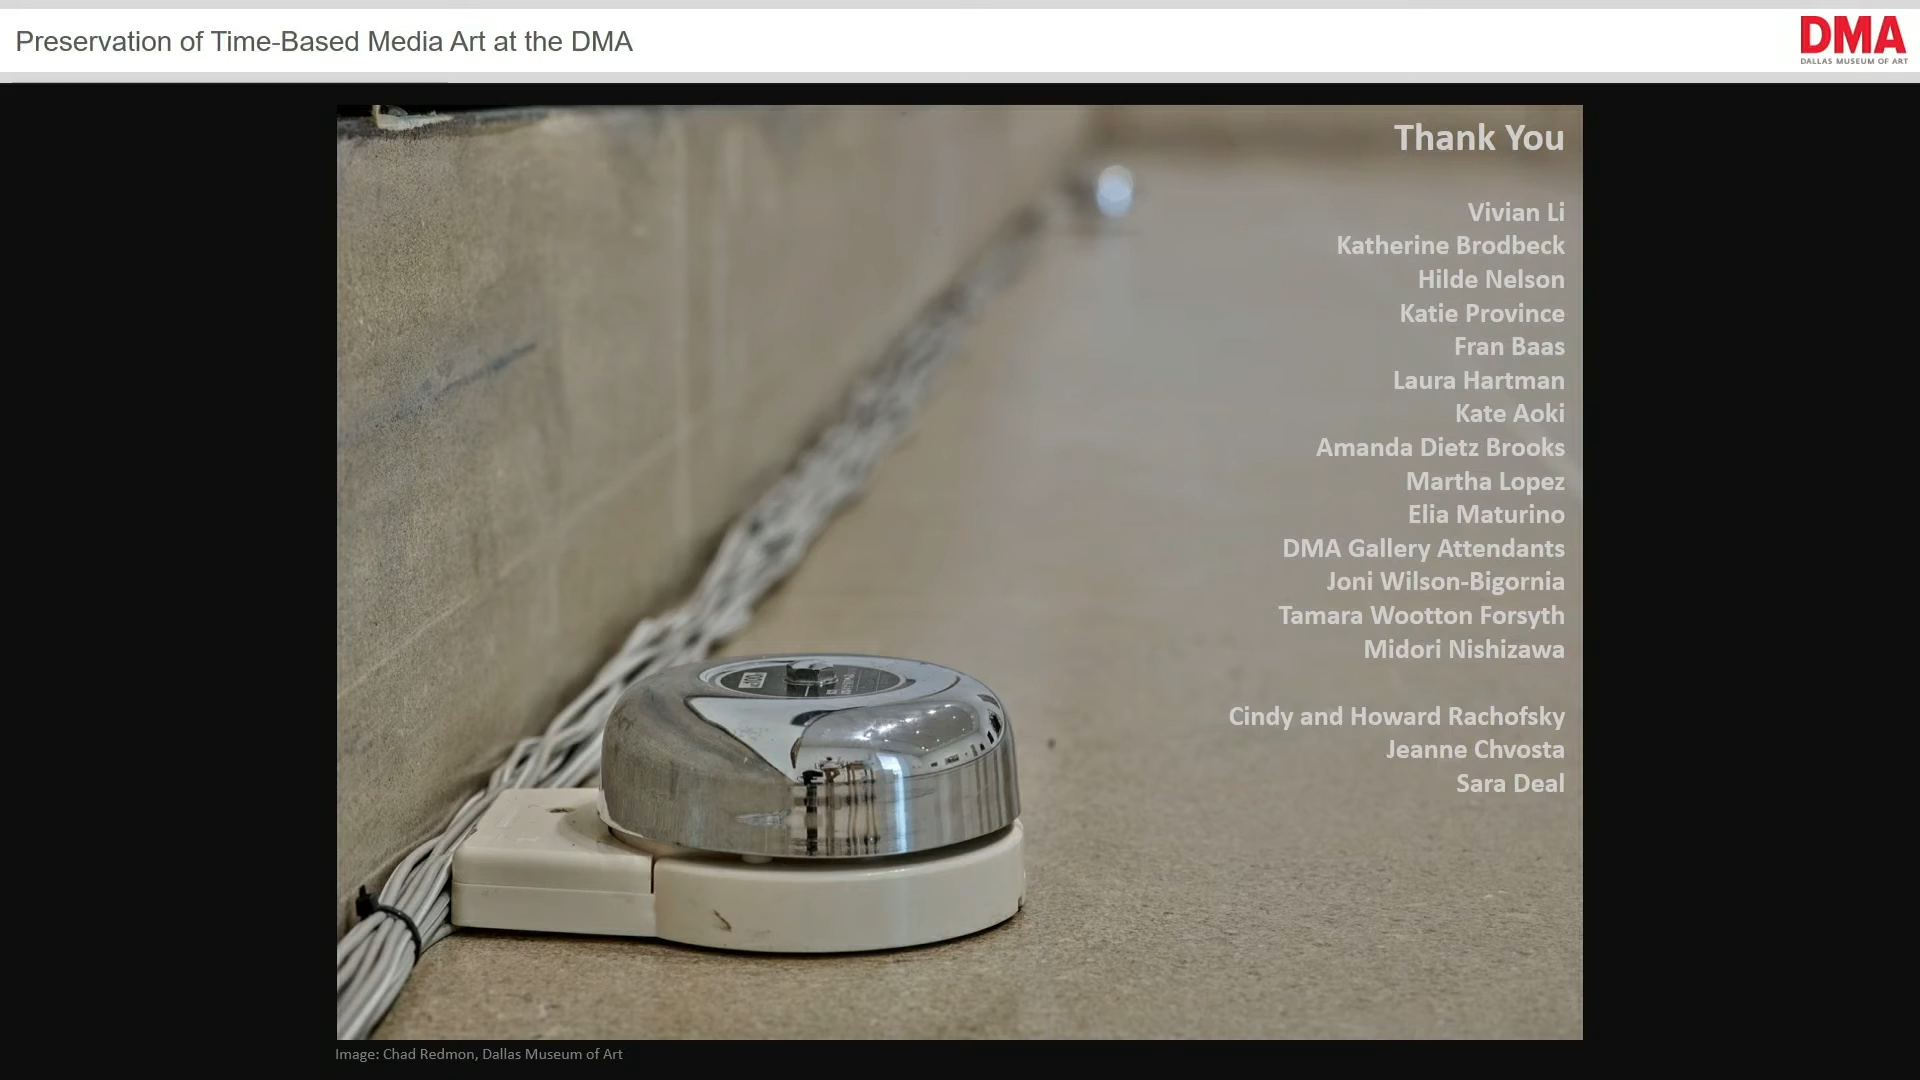 Preservation of Time-Based Media Art at the DMA
DMA
DALLAS MUSEUM OF ART
Thank You
Vivian Li
Katherine Brodbeck
Hilde Nelson
Katie Province
Fran Baas
Laura Hartman
Kate Aoki
Amanda Dietz Brooks
Martha Lopez
Elia Maturino
DMA Gallery Attendants
Joni Wilson-Bigornia
Tamara Wootton Forsyth
Midori Nishizawa
Cindy and Howard Rachofsky
Jeanne Chvosta
Sara Deal
Image: Chad Redmon, Dallas Museum of Art